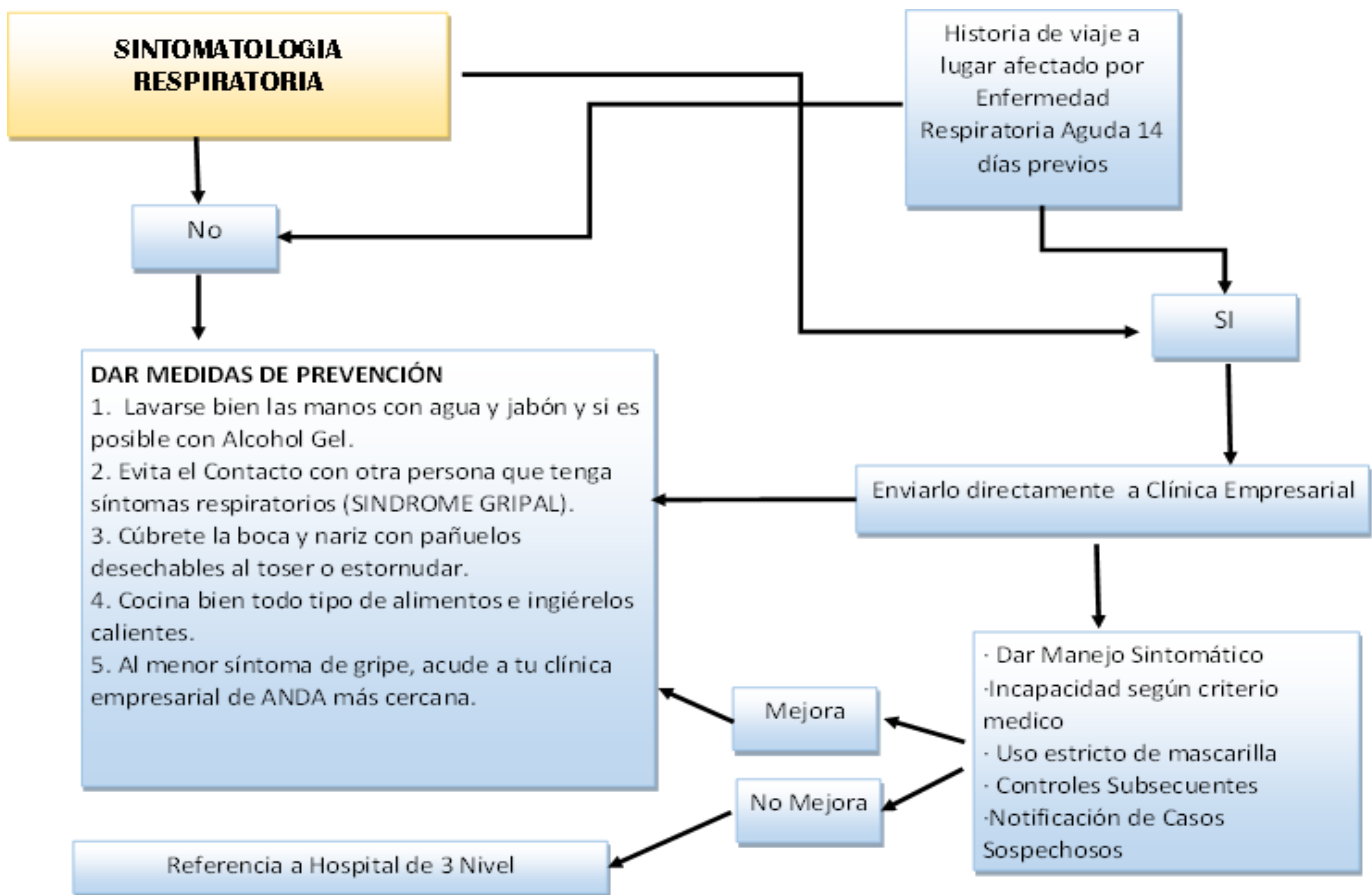 SINTOMATOLOGIA
RESPIRATORIA
Historia de viaje a
lugar afectado por
Enfermedad
Respiratoria Aguda 14
días previos
No
SI
DAR MEDIDAS DE PREVENCIÓN
1. Lavarse bien las manos con agua y jabón y si es
posible con Alcohol Gel.
2. Evita el Contacto con otra persona que tenga
síntomas respiratorios (SINDROME GRIPAL).
3. Cúbrete la boca y nariz con pañuelos
desechables al toser o estornudar.
4. Cocina bien todo tipo de alimentos e ingiérelos
calientes.
5. Al menor síntoma de gripe, acude a tu clínica
empresarial de ANDA más cercana.
Enviarlo directamente a Clínica Empresarial
· Dar Manejo Sintomático
·Incapacidad según criterio
medico
· Uso estricto de mascarilla
· Controles Subsecuentes
·Notificación de Casos
Sospechosos
Mejora
No Mejora
Referencia a Hospital de 3 Nivel